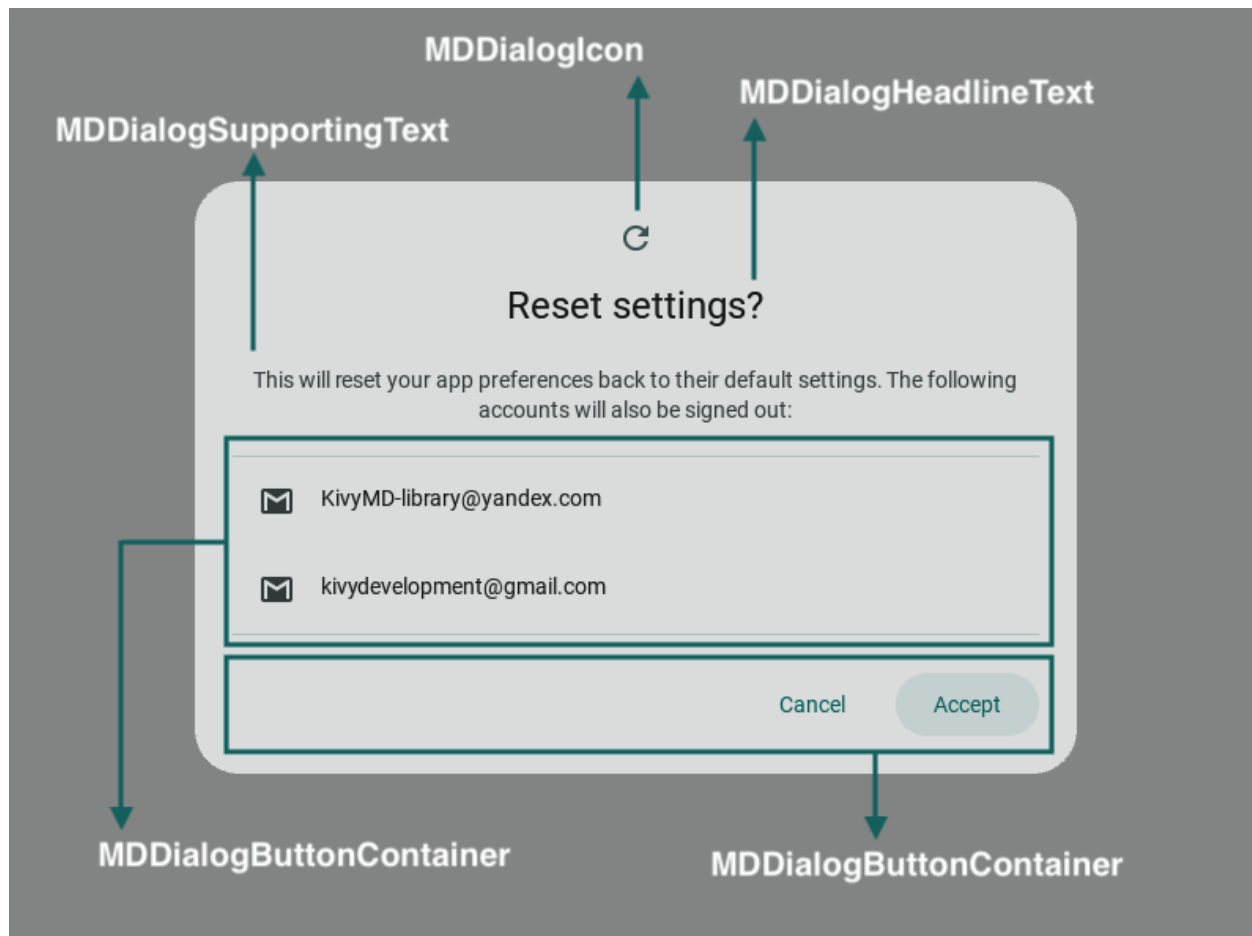 MDDialogIcon
MDDialogHeadlineText
MDDialogSupportingText
Reset settings?
This will reset your app preferences back to their default settings. The following
accounts will also be signed out:
KivyMD-library@yandex.com
kivydevelopment@gmail.com
Cancel Accept
MDDialogButtonContainer
MDDialogButtonContainer